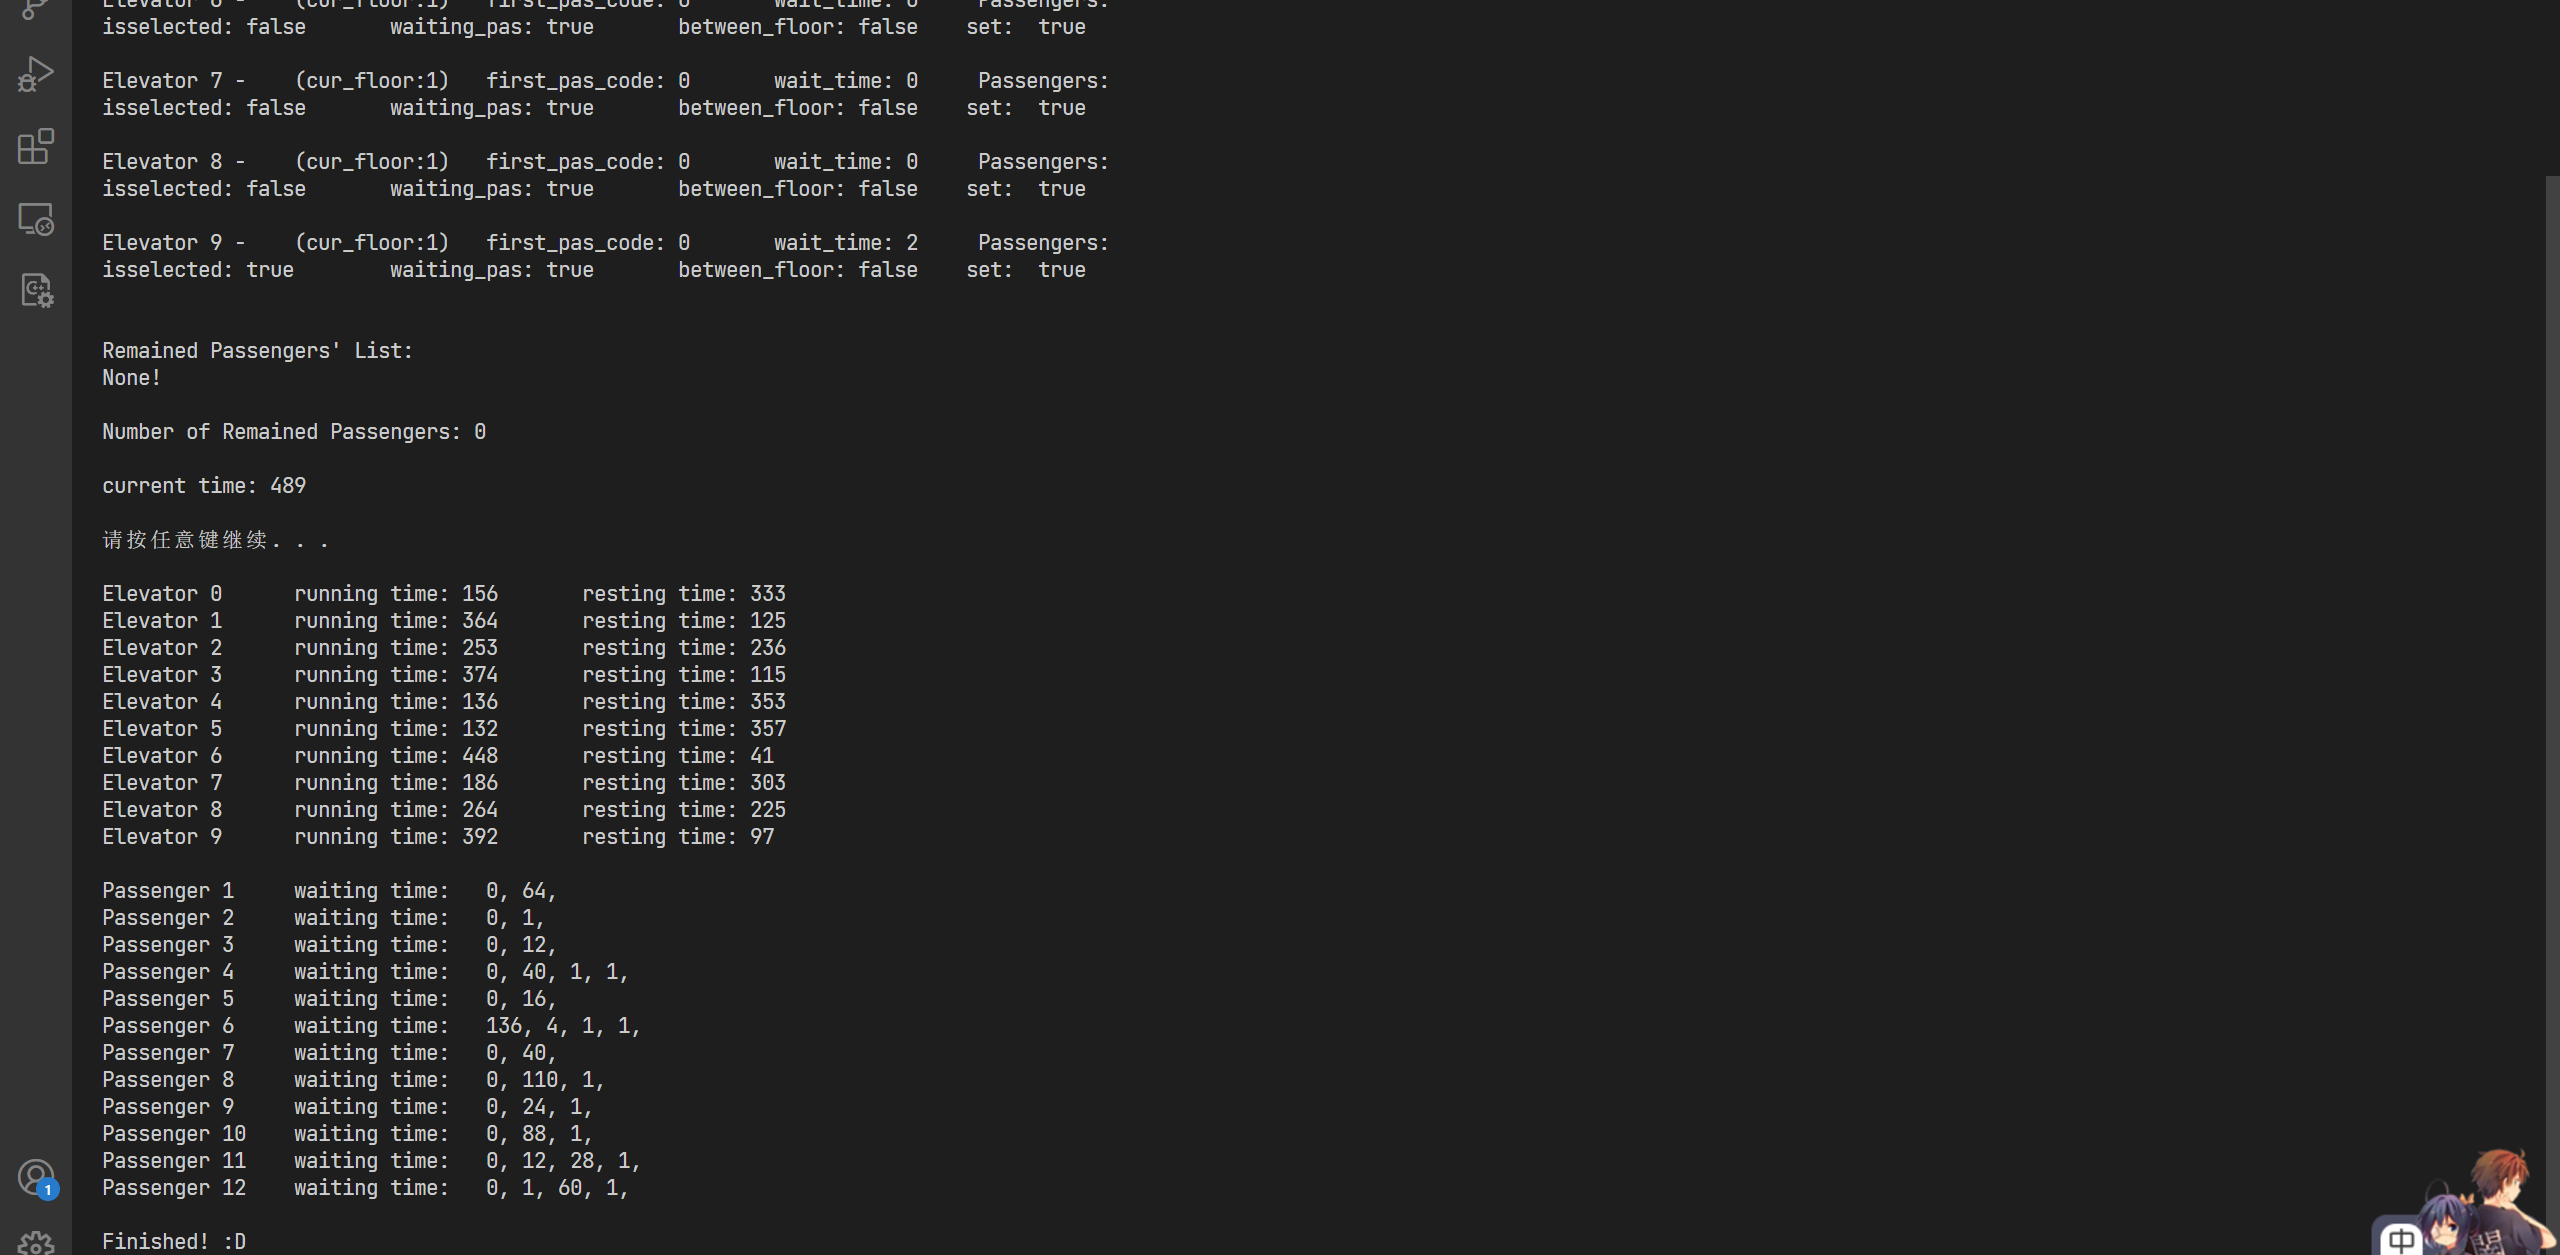 Elevator 6 - (cur_floor:1) first_pas_code: 0 wait_time: 0 Passengers:
isselected: false waiting_pas: true between_floor: false set: true
Elevator 7 - (cur_floor:1) first_pas_code: 0 wait_time: 0 Passengers:
isselected: false waiting_pas: true between_floor: false set: true
Elevator 8 - (cur_floor:1) first_pas_code: 0 wait_time: 0 Passengers:
isselected: false waiting_pas: true between_floor: false set: true
Elevator 9 - (cur_floor:1) first_pas_code: 0 wait_time: 2 Passengers:
isselected: true waiting_pas: true between_floor: false set: true
Remained Passengers' List:
None!
Number of Remained Passengers: 0
current time: 489
请按任意键继续. . .
Elevator 0 running time: 156 resting time: 333
Elevator 1 running time: 364 resting time: 125
Elevator 2 running time: 253 resting time: 236
Elevator 3 running time: 374 resting time: 115
Elevator 4 running time: 136 resting time: 353
Elevator 5 running time: 132 resting time: 357
Elevator 6 running time: 448 resting time: 41
Elevator 7 running time: 186 resting time: 303
Elevator 8 running time: 264 resting time: 225
Elevator 9 running time: 392 resting time: 97
Passenger 1 waiting time: 0, 64,
Passenger 2 waiting time: 0, 1,
Passenger 3 waiting time: 0, 12,
Passenger 4 waiting time: 0, 40, 1, 1,
Passenger 5 waiting time: 0, 16,
Passenger 6 waiting time: 136, 4, 1, 1,
Passenger 7 waiting time: 0, 40,
Passenger 8 waiting time: 0, 110, 1,
Passenger 9 waiting time: 0, 24, 1,
Passenger 10 waiting time: 0, 88, 1,
Passenger 11 waiting time: 0, 12, 28, 1,
Passenger 12 waiting time: 0, 1, 60, 1,
1
Finished! :D
中